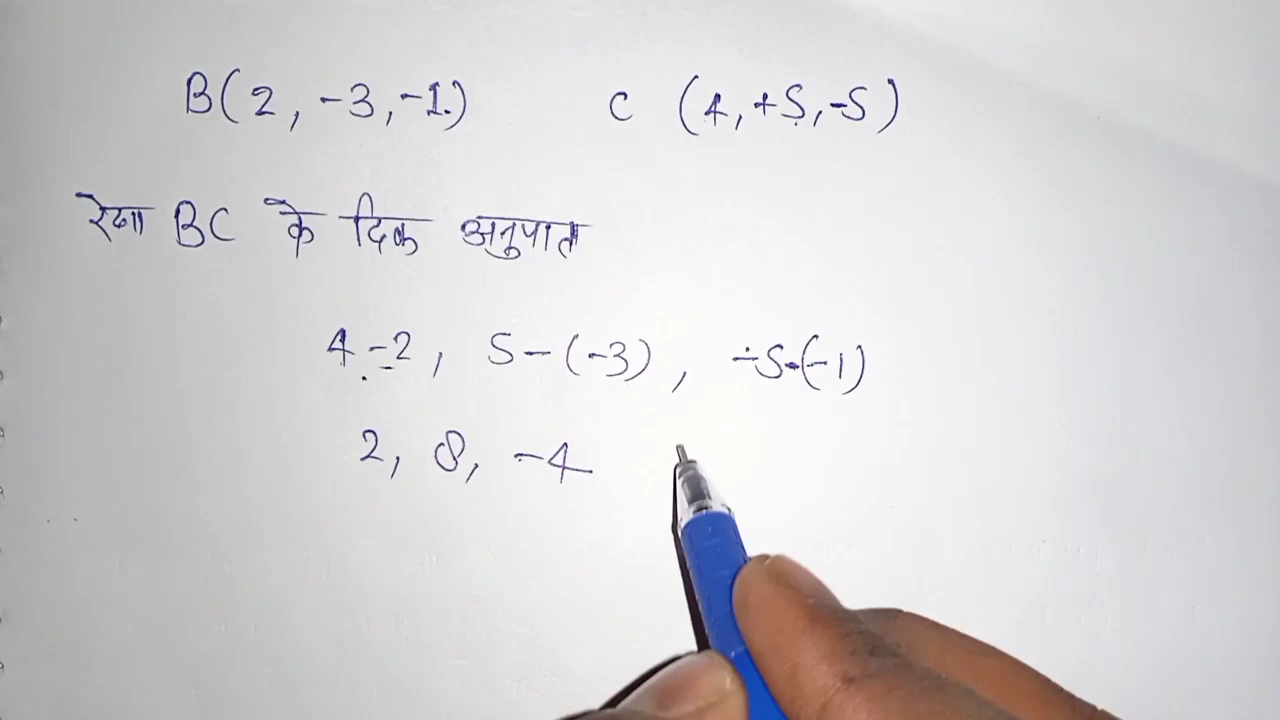 B(2, -3, -1)    C (4, +5, -5)
रेखा BC के दिक अनुपात
4-2, 5-(-3), -5-(-1)
2, 8, -4